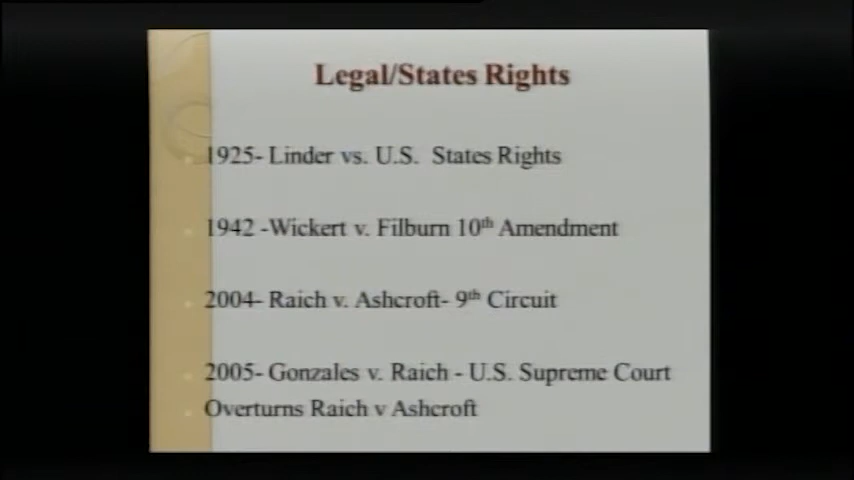 Legal/States Rights
1925- Linder vs. U.S. States Rights
1942 -Wickert v. Filburn 10th Amendment
2004- Raich v. Ashcroft- 9th Circuit
2005- Gonzales v. Raich - U.S. Supreme Court
Overturns Raich v Ashcroft